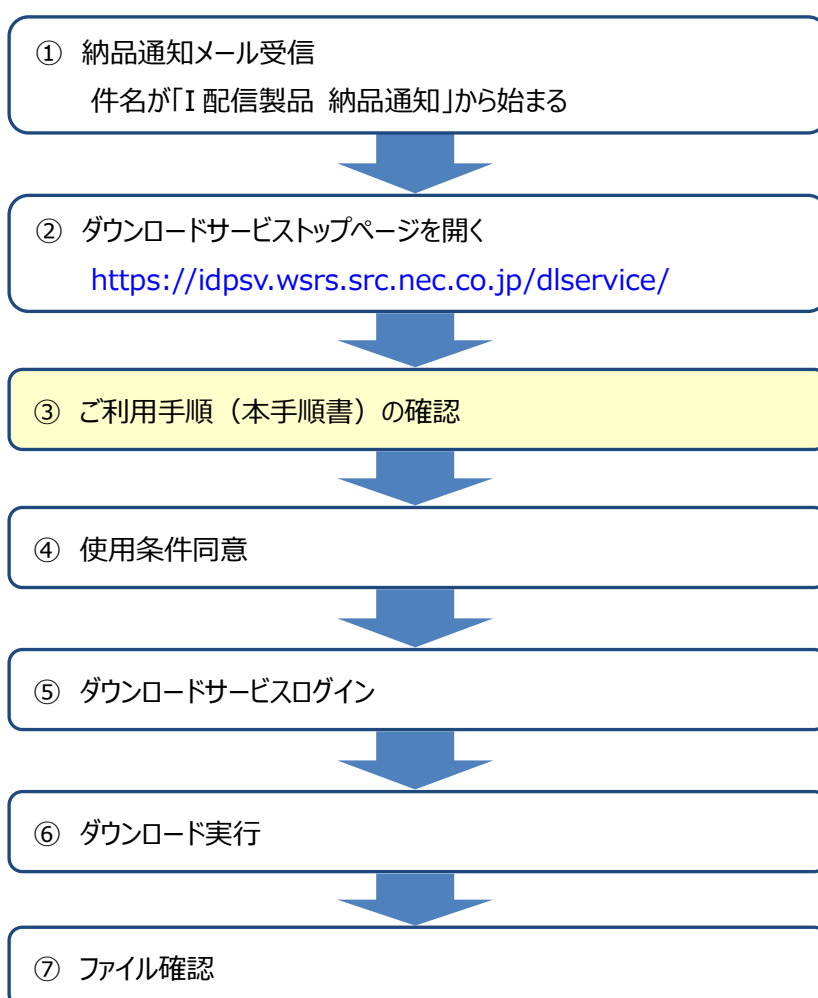 ① 納品通知メール受信
件名が「I 配信製品 納品通知」から始まる
② ダウンロードサービストップページを開く
https://idpsv.wsrs.src.nec.co.jp/dlservice/
③ ご利用手順（本手順書）の確認
④ 使用条件同意
⑤ ダウンロードサービスログイン
⑥ ダウンロード実行
⑦ ファイル確認